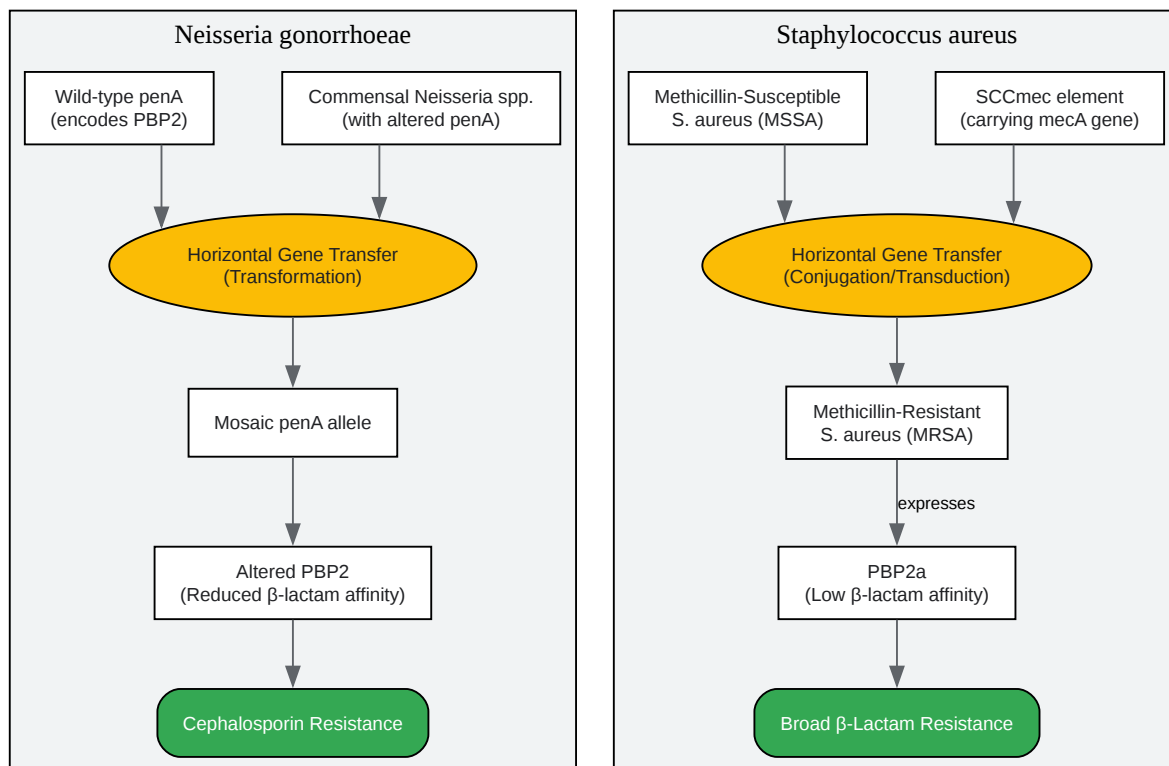 Neisseria gonorrhoeae
Wild-type penA
(encodes PBP2)
Commensal Neisseria spp.
(with altered penA)
Horizontal Gene Transfer
(Transformation)
Mosaic penA allele
Altered PBP2
(Reduced β-lactam affinity)
Cephalosporin Resistance
Staphylococcus aureus
Methicillin-Susceptible
S. aureus (MSSA)
SCCmec element
(carrying mecA gene)
Horizontal Gene Transfer
(Conjugation/Transduction)
Methicillin-Resistant
S. aureus (MRSA)
expresses
PBP2a
(Low β-lactam affinity)
Broad β-Lactam Resistance